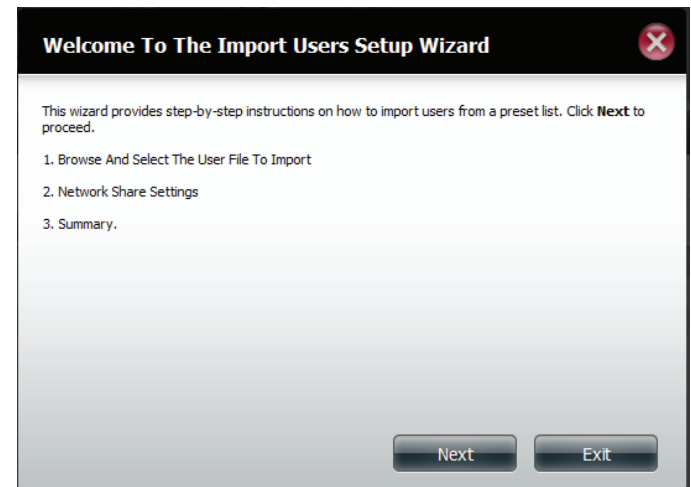 Welcome To The Import Users Setup Wizard
This wizard provides step-by-step instructions on how to import users from a preset list. Click Next to
proceed.
1. Browse And Select The User File To Import
2. Network Share Settings
3. Summary.
Next Exit